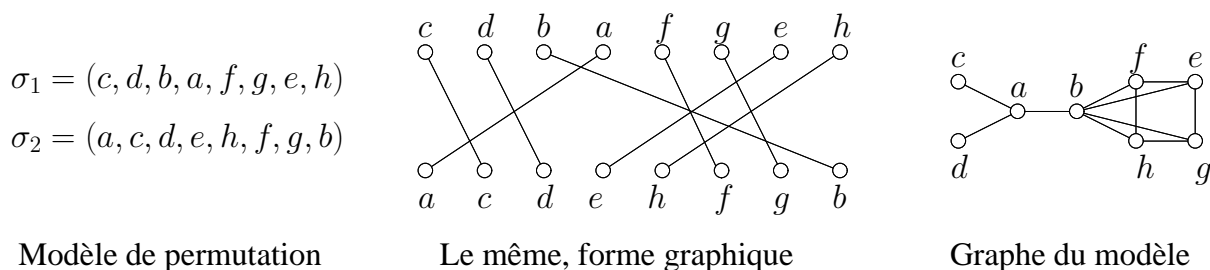 c d b a f g e h
σ₁ = (c, d, b, a, f, g, e, h)
σ₂ = (a, c, d, e, h, f, g, b)
a c d e h f g b
c a b f e
d h g
Modèle de permutation
Le même, forme graphique
Graphe du modèle